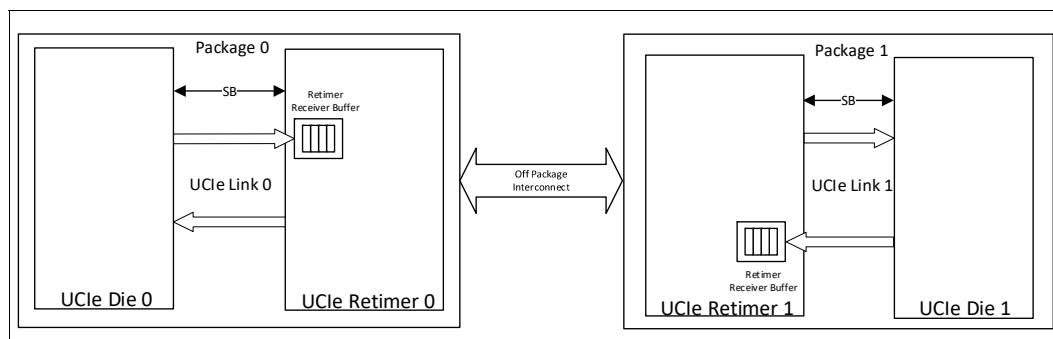 Package 0
SB
Retimer
Receiver Buffer
UCIe Link 0
UCIe Die 0
UCIe Retimer 0
Off Package
Interconnect
Package 1
SB
UCIe Link 1
Retimer
Receiver Buffer
UCIe Retimer 1
UCIe Die 1